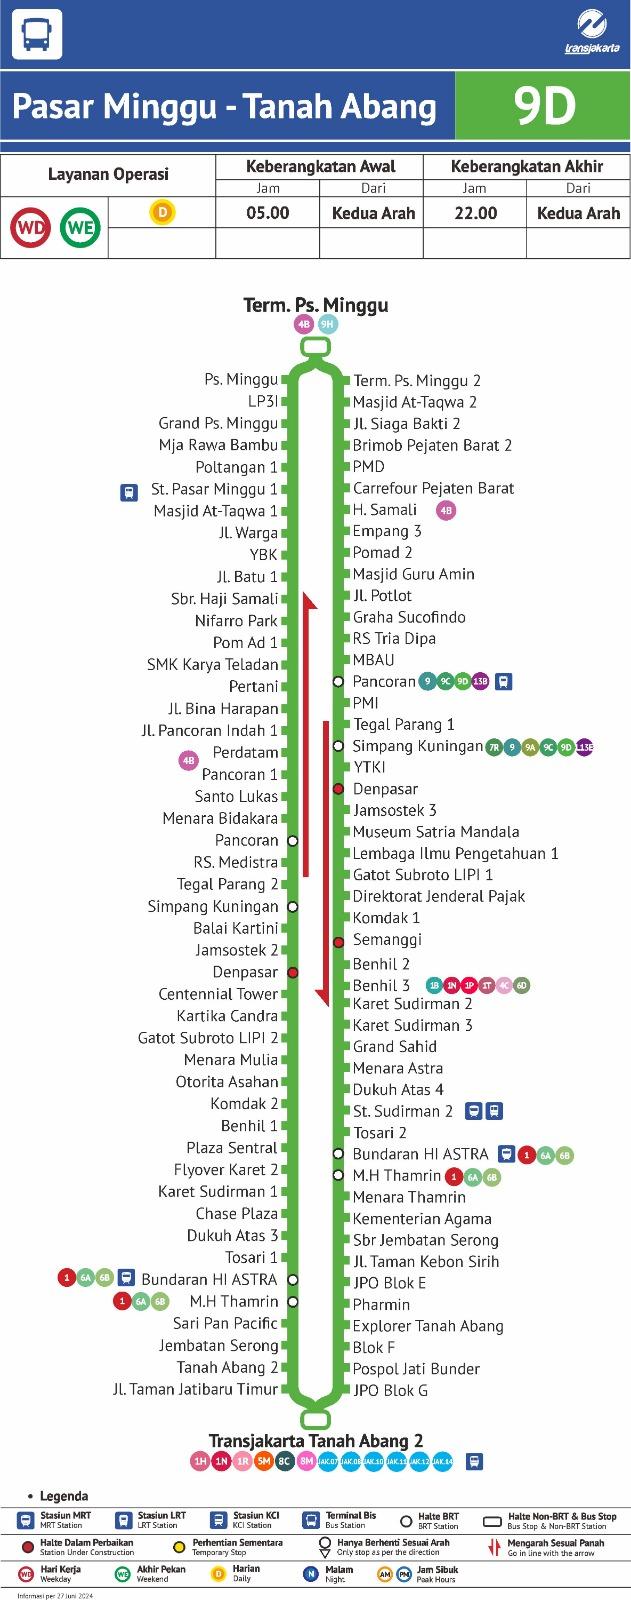 transjakarta
Pasar Minggu - Tanah Abang
9D
Layanan Operasi
Keberangkatan Awal
Keberangkatan Akhir
Jam
Dari
Jam
Dari
WD
WE
D
05.00
Kedua Arah
22.00
Kedua Arah
Term. Ps. Minggu
4B 9H
Ps. Minggu
LP3I
Grand Ps. Minggu
Mja Rawa Bambu
Poltangan 1
St. Pasar Minggu 1
Masjid At-Taqwa 1
Jl. Warga
YBK
Jl. Batu 1
Sbr. Haji Samali
Nifarro Park
Pom Ad 1
SMK Karya Teladan
Pertani
Jl. Bina Harapan
Jl. Pancoran Indah 1
Perdatam
4B
Pancoran 1
Santo Lukas
Menara Bidakara
Pancoran
RS. Medistra
Tegal Parang 2
Simpang Kuningan
Balai Kartini
Jamsostek 2
Denpasar
Centennial Tower
Kartika Candra
Gatot Subroto LIPI 2
Menara Mulia
Otorita Asahan
Komdak 2
Benhil 1
Plaza Sentral
Flyover Karet 2
Karet Sudirman 1
Chase Plaza
Dukuh Atas 3
Tosari 1
1 6A 6B Bundaran HI ASTRA
1 6A 6B M.H Thamrin
Sari Pan Pacific
Jembatan Serong
Tanah Abang 2
Jl. Taman Jatibaru Timur
Term. Ps. Minggu 2
Masjid At-Taqwa 2
Jl. Siaga Bakti 2
Brimob Pejaten Barat 2
PMD
Carrefour Pejaten Barat
H. Samali 4B
Empang 3
Pomad 2
Masjid Guru Amin
Jl. Potlot
Graha Sucofindo
RS Tria Dipa
MBAU
Pancoran 9 9C 9D 13B
PMI
Tegal Parang 1
Simpang Kuningan 7R 9 9A 9C 9D L13E
YTKI
Denpasar
Jamsostek 3
Museum Satria Mandala
Lembaga Ilmu Pengetahuan 1
Gatot Subroto LIPI 1
Direktorat Jenderal Pajak
Komdak 1
Semanggi
Benhil 2
Benhil 3 1B 1N 1P 1T 4C 6D
Karet Sudirman 2
Karet Sudirman 3
Grand Sahid
Menara Astra
Dukuh Atas 4
St. Sudirman 2
Tosari 2
Bundaran HI ASTRA 1 6A 6B
M.H Thamrin 1 6A 6B
Menara Thamrin
Kementerian Agama
Sbr Jembatan Serong
Jl. Taman Kebon Sirih
JPO Blok E
Pharmin
Explorer Tanah Abang
Blok F
Pospol Jati Bunder
JPO Blok G
Transjakarta Tanah Abang 2
1H 1N 1R 5M 8C 8M JAK.07 JAK.08 JAK.10 JAK.11 JAK.12 JAK.14
• Legenda
Stasiun MRT
MRT Station
Stasiun LRT
LRT Station
Stasiun KCI
KCI Station
Terminal Bis
Bus Station
Halte BRT
BRT Station
Halte Non-BRT & Bus Stop
Bus Stop & Non-BRT Station
Halte Dalam Perbaikan
Station Under Construction
Perhentian Sementara
Temporary Stop
Hanya Berhenti Sesuai Arah
Only stop as per the direction
Mengarah Sesuai Panah
Go in line with the arrow
WD Hari Kerja
Weekday
WE Akhir Pekan
Weekend
D Harian
Daily
N Malam
Night
AM PM Jam Sibuk
Peak Hours
Informasi per 27 Juni 2024